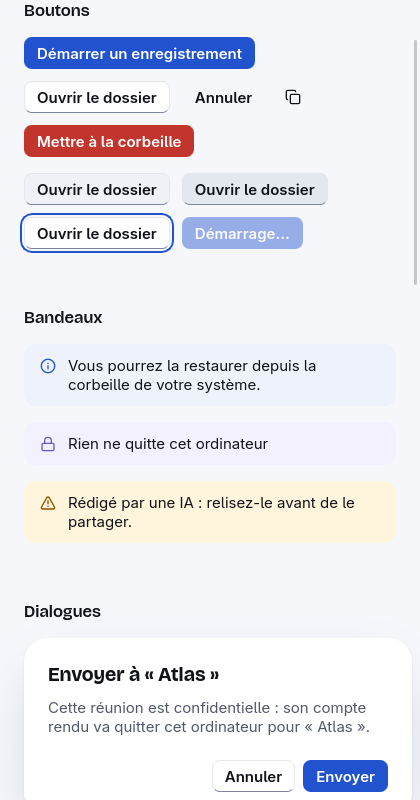 Boutons
Démarrer un enregistrement
Ouvrir le dossier Annuler
Mettre à la corbeille
Ouvrir le dossier Ouvrir le dossier
Ouvrir le dossier Démarrage…
Bandeaux
Vous pourrez la restaurer depuis la
corbeille de votre système.
Rien ne quitte cet ordinateur
Rédigé par une IA : relisez-le avant de le
partager.
Dialogues
Envoyer à « Atlas »
Cette réunion est confidentielle : son compte
rendu va quitter cet ordinateur pour « Atlas ».
Annuler Envoyer